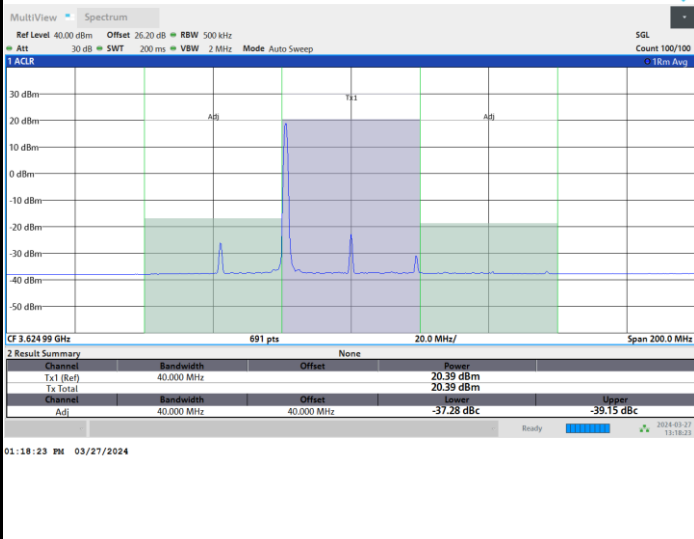 MultiView Spectrum
Ref Level 40.00 dBm Offset 26.20 dB RBW 500 kHz SGL
Att 30 dB SWT 200 ms VBW 2 MHz Mode Auto Sweep Count 100/100
1 ACLR 1Rm Avg
30 dBm
Tx1
20 dBm Adj Adj
10 dBm
0 dBm
-10 dBm
-20 dBm
-30 dBm
-40 dBm
-50 dBm
CF 3.624 99 GHz 691 pts 20.0 MHz/ Span 200.0 MHz
2 Result Summary None
Channel Bandwidth Offset Power
Tx1 (Ref) 40.000 MHz 20.39 dBm
Tx Total 20.39 dBm
Channel Bandwidth Offset Lower Upper
Adj 40.000 MHz 40.000 MHz -37.28 dBc -39.15 dBc
Ready 2024-03-27
13:18:23
01:18:23 PM 03/27/2024